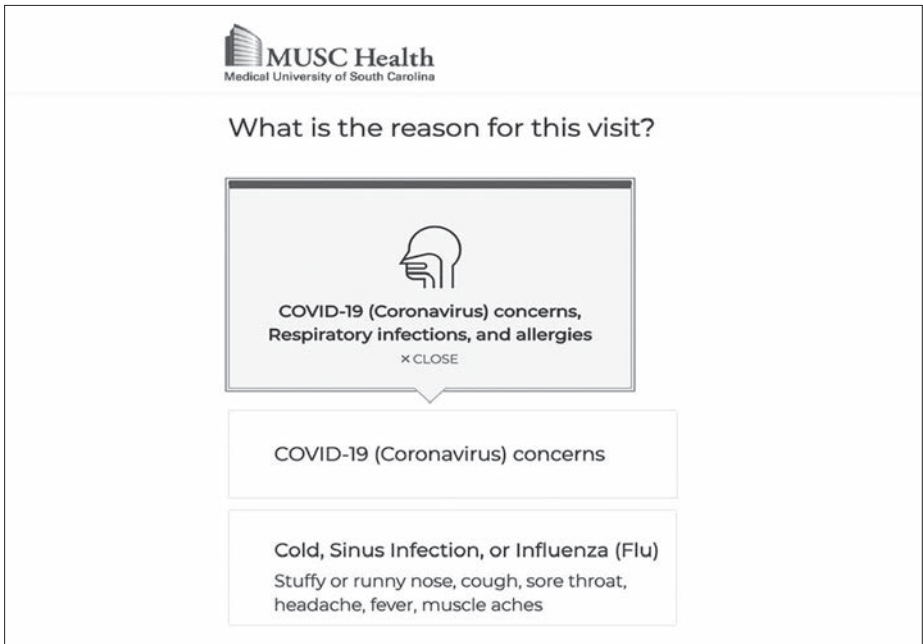 MUSC Health
Medical University of South Carolina
What is the reason for this visit?
COVID-19 (Coronavirus) concerns,
Respiratory infections, and allergies
× CLOSE
COVID-19 (Coronavirus) concerns
Cold, Sinus Infection, or Influenza (Flu)
Stuffy or runny nose, cough, sore throat,
headache, fever, muscle aches